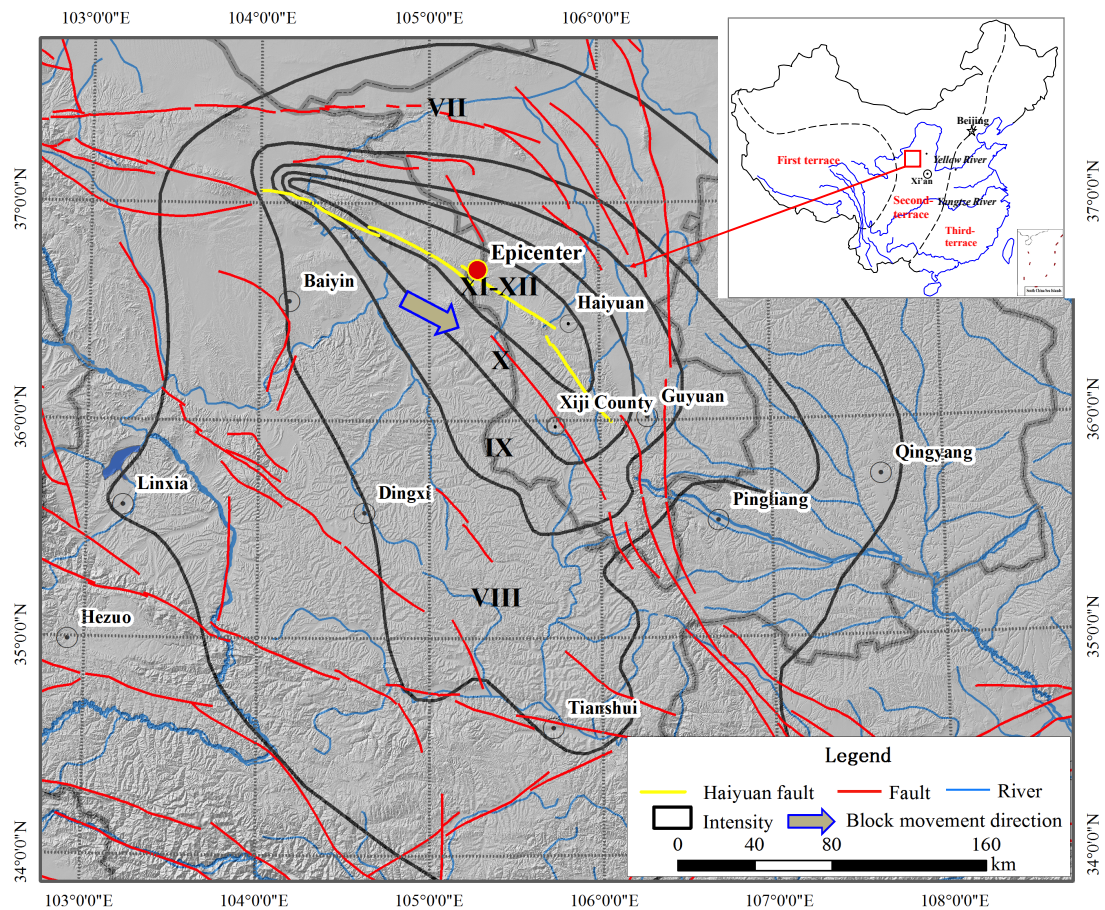 103°0'0"E
104°0'0"E
105°0'0"E
106°0'0"E
37°0'0"N
36°0'0"N
35°0'0"N
34°0'0"N
VII
Epicenter
XI-XII
Baiyin
Haiyuan
X
Xiji County
Guyuan
IX
Qingyang
Linxia
Dingxi
Pingliang
VIII
Hezuo
Tianshui
Beijing
First terrace
Yellow River
Xi'an
Second-
terrace
Yangtse River
Third-
terrace
South China Sea Islands
37°0'0"N
36°0'0"N
35°0'0"N
34°0'0"N
Legend
Haiyuan fault
Fault
River
Intensity
Block movement direction
0
40
80
160
km
103°0'0"E
104°0'0"E
105°0'0"E
106°0'0"E
107°0'0"E
108°0'0"E